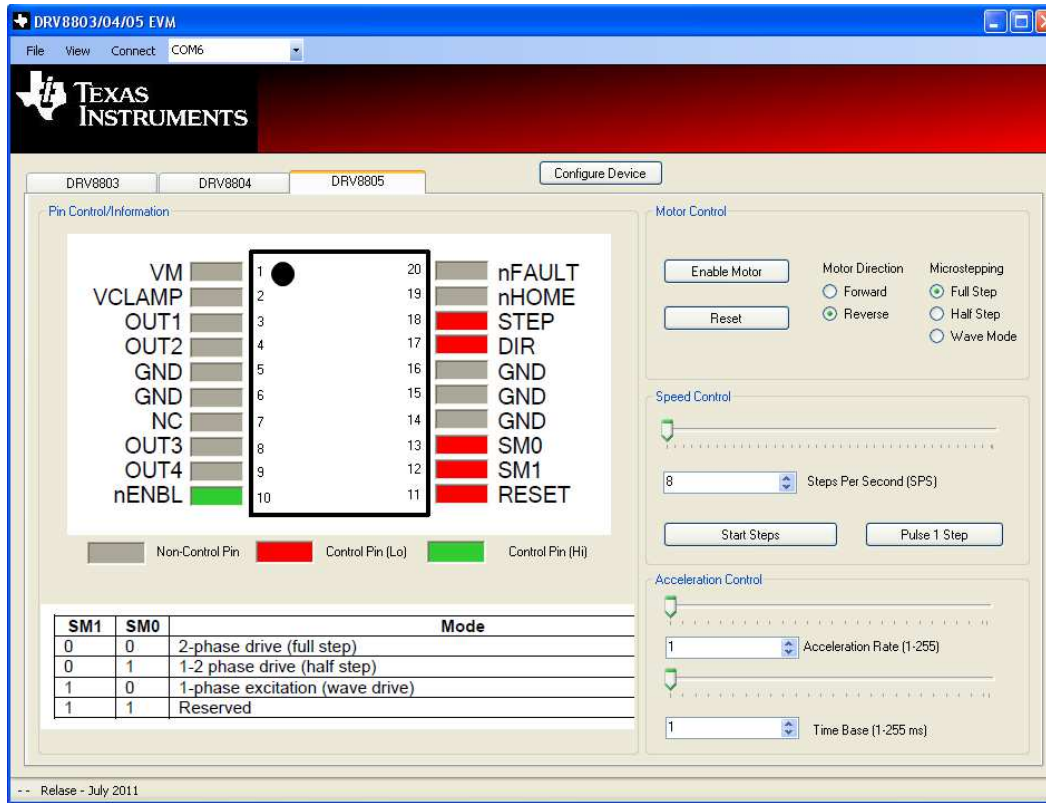 DRV8803/04/05 EVM
File View Connect COM6
TEXAS
INSTRUMENTS
DRV8803 DRV8804 DRV8805 Configure Device
Pin Control/Information
VM 1 20 nFAULT
VCLAMP 2 19 nHOME
OUT1 3 18 STEP
OUT2 4 17 DIR
GND 5 16 GND
GND 6 15 GND
NC 7 14 GND
OUT3 8 13 SM0
OUT4 9 12 SM1
nENBL 10 11 RESET
Non-Control Pin Control Pin (Lo) Control Pin (Hi)
SM1 SM0 Mode
0 0 2-phase drive (full step)
0 1 1-2 phase drive (half step)
1 0 1-phase excitation (wave drive)
1 1 Reserved
Motor Control
Enable Motor Motor Direction Microstepping
Forward Full Step
Reset Reverse Half Step
Wave Mode
Speed Control
8 Steps Per Second (SPS)
Start Steps Pulse 1 Step
Acceleration Control
1 Acceleration Rate (1-255)
1 Time Base (1-255 ms)
-- Relase - July 2011